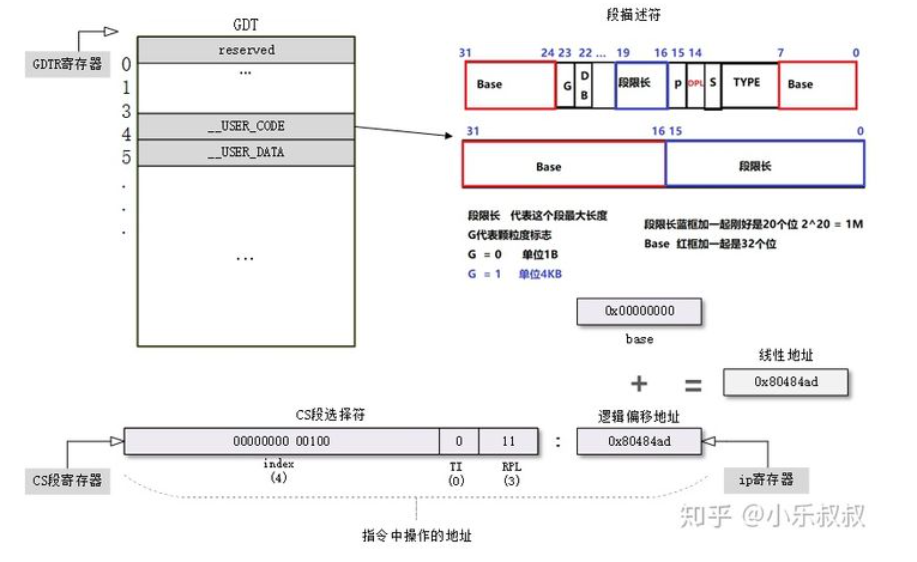 GDT
GDTR寄存器
0
1
3
4
5
.
.
.
reserved
...
__USER_CODE
__USER_DATA
...
段描述符
31 24 23 22 ... 19 16 15 14 7 0
Base G D B 段限长 P DPL S TYPE Base
31 16 15 0
Base 段限长
段限长 代表这个段最大长度
G代表颗粒度标志
G = 0 单位1B
G = 1 单位4KB
段限长蓝框加一起刚好是20个位 2^20 = 1M
Base 红框加一起是32个位
0x00000000
base
+ =
线性地址
0x80484ad
CS段选择符
逻辑偏移地址
00000000 00100 0 11 : 0x80484ad
CS段寄存器
index TI RPL
(4) (0) (3)
ip寄存器
指令中操作的地址
知乎 @小乐叔叔